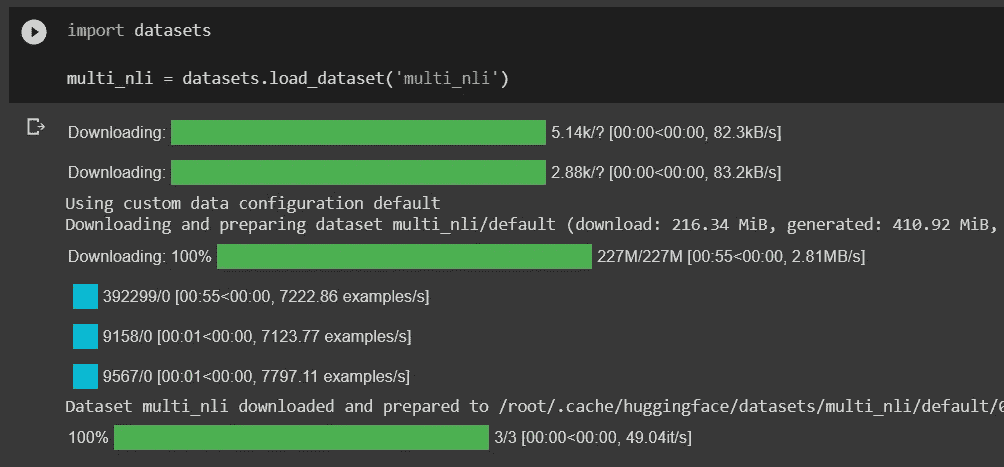 import datasets
multi_nli = datasets.load_dataset('multi_nli')
Downloading: 5.14k/? [00:00<00:00, 82.3kB/s]
Downloading: 2.88k/? [00:00<00:00, 83.2kB/s]
Using custom data configuration default
Downloading and preparing dataset multi_nli/default (download: 216.34 MiB, generated: 410.92 MiB,
Downloading: 100% 227M/227M [00:55<00:00, 2.81MB/s]
392299/0 [00:55<00:00, 7222.86 examples/s]
9158/0 [00:01<00:00, 7123.77 examples/s]
9567/0 [00:01<00:00, 7797.11 examples/s]
Dataset multi_nli downloaded and prepared to /root/.cache/huggingface/datasets/multi_nli/default/0
100% 3/3 [00:00<00:00, 49.04it/s]